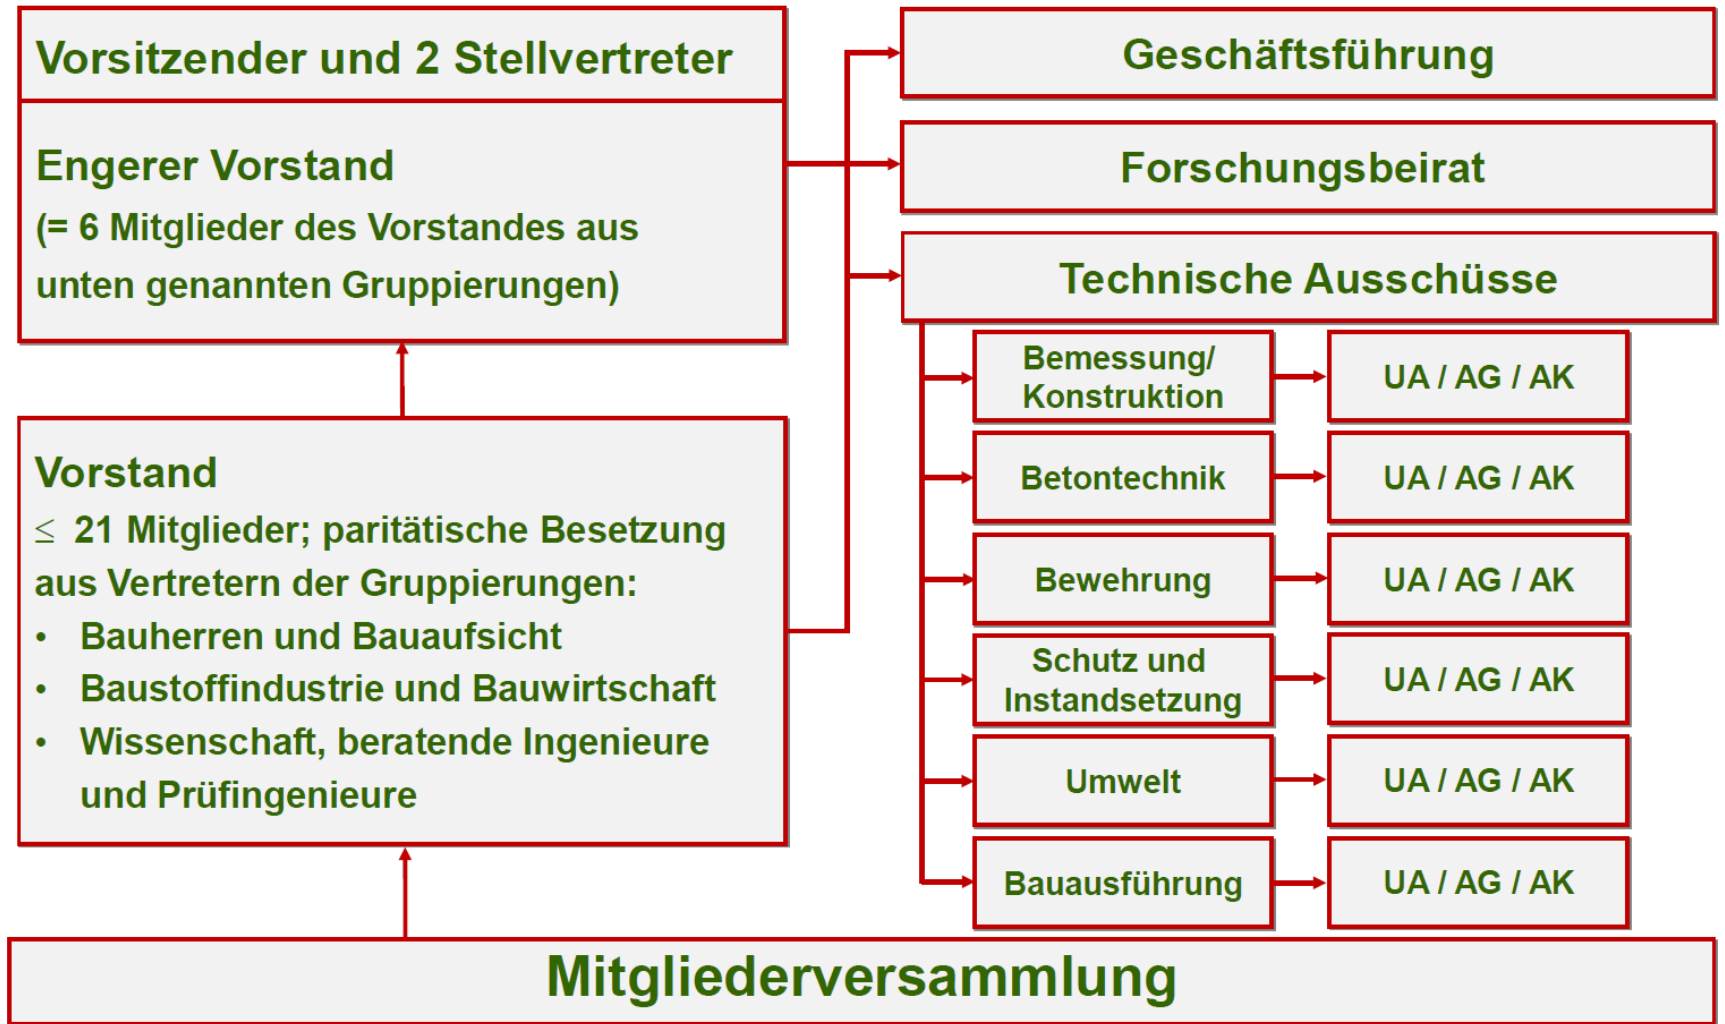 Vorsitzender und 2 Stellvertreter
Engerer Vorstand
(= 6 Mitglieder des Vorstandes aus
unten genannten Gruppierungen)
Vorstand
≤ 21 Mitglieder; paritätische Besetzung
aus Vertretern der Gruppierungen:
• Bauherren und Bauaufsicht
• Baustoffindustrie und Bauwirtschaft
• Wissenschaft, beratende Ingenieure
und Prüfingenieure
Geschäftsführung
Forschungsbeirat
Technische Ausschüsse
Bemessung/
Konstruktion
UA / AG / AK
Betontechnik
UA / AG / AK
Bewehrung
UA / AG / AK
Schutz und
Instandsetzung
UA / AG / AK
Umwelt
UA / AG / AK
Bauausführung
UA / AG / AK
Mitgliederversammlung